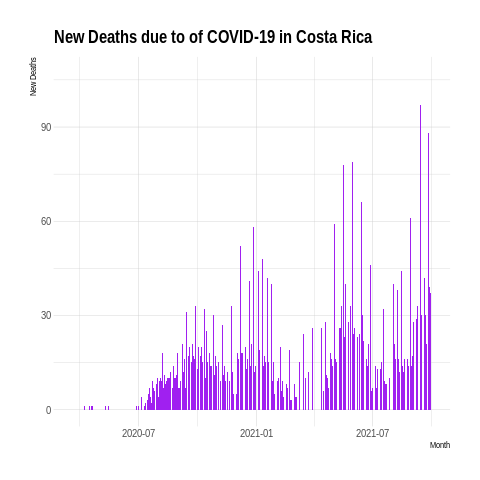 New Deaths due to of COVID-19 in Costa Rica
New Deaths
90
60
30
0
2020-07
2021-01
2021-07
Month